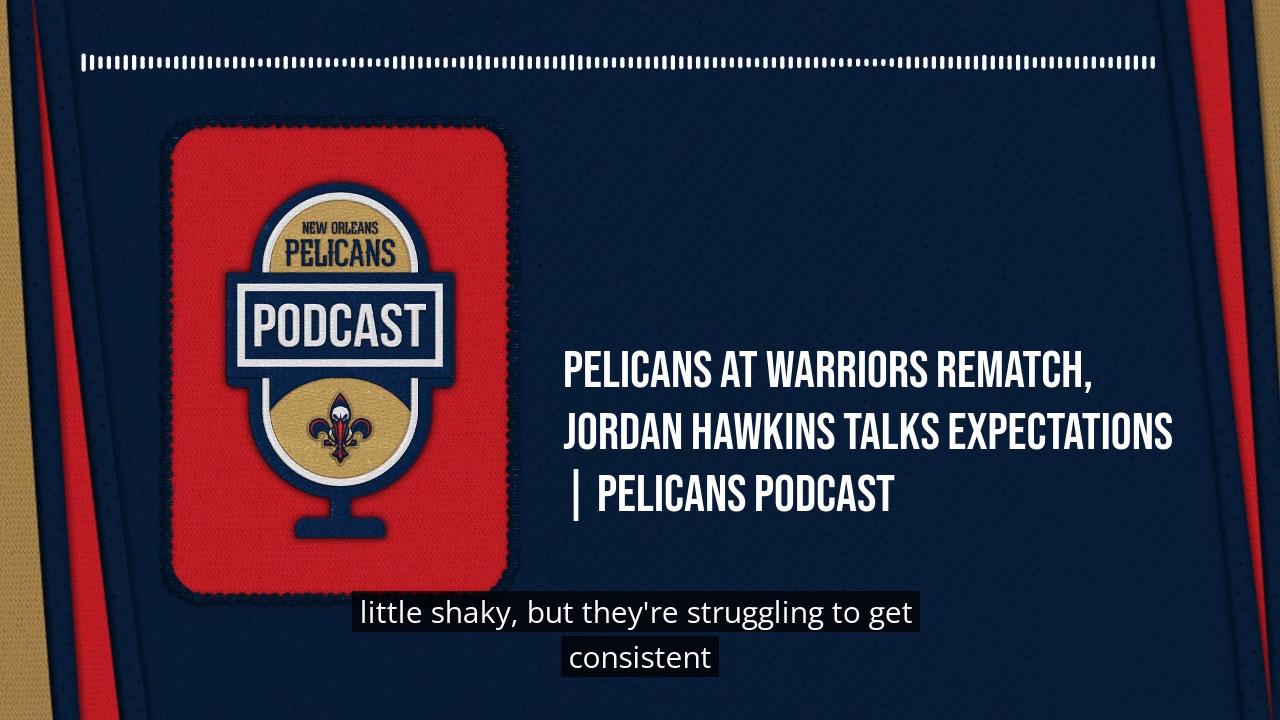 NEW ORLEANS
PELICANS
PODCAST
PELICANS AT WARRIORS REMATCH,
JORDAN HAWKINS TALKS EXPECTATIONS
| PELICANS PODCAST
little shaky, but they're struggling to get
consistent